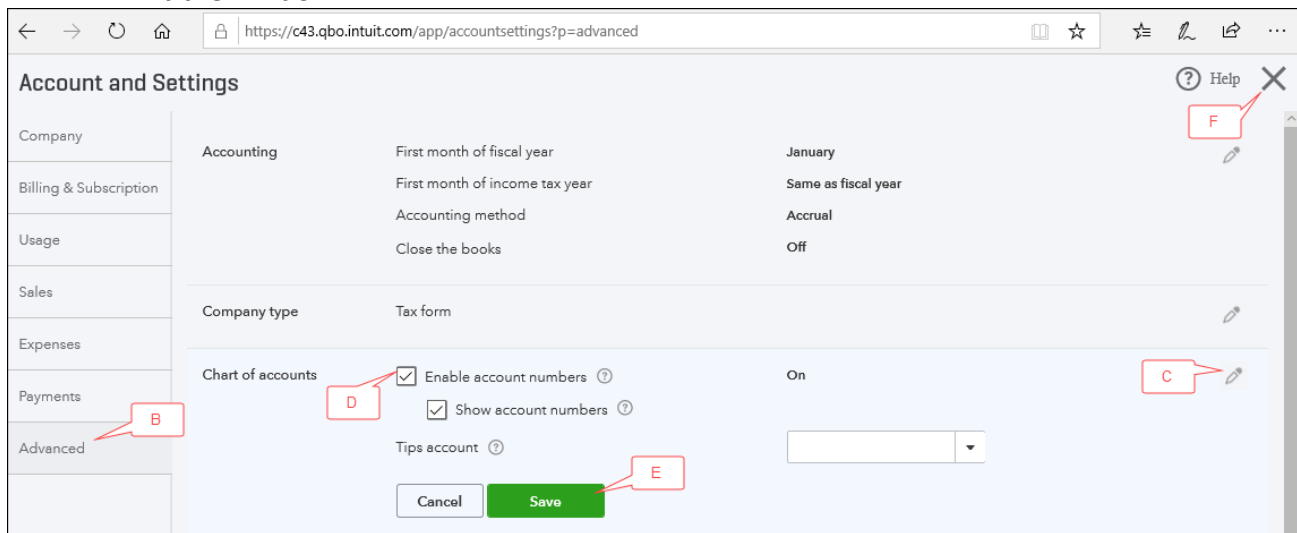 https://c43.qbo.intuit.com/app/accountsettings?p=advanced
Account and Settings
? Help
F
Company
Billing & Subscription
Usage
Sales
Expenses
Payments
B
Advanced
Accounting First month of fiscal year January
First month of income tax year Same as fiscal year
Accounting method Accrual
Close the books Off
Company type Tax form
Chart of accounts Enable account numbers ? On
C
D
Show account numbers ?
Tips account ?
E
Cancel Save